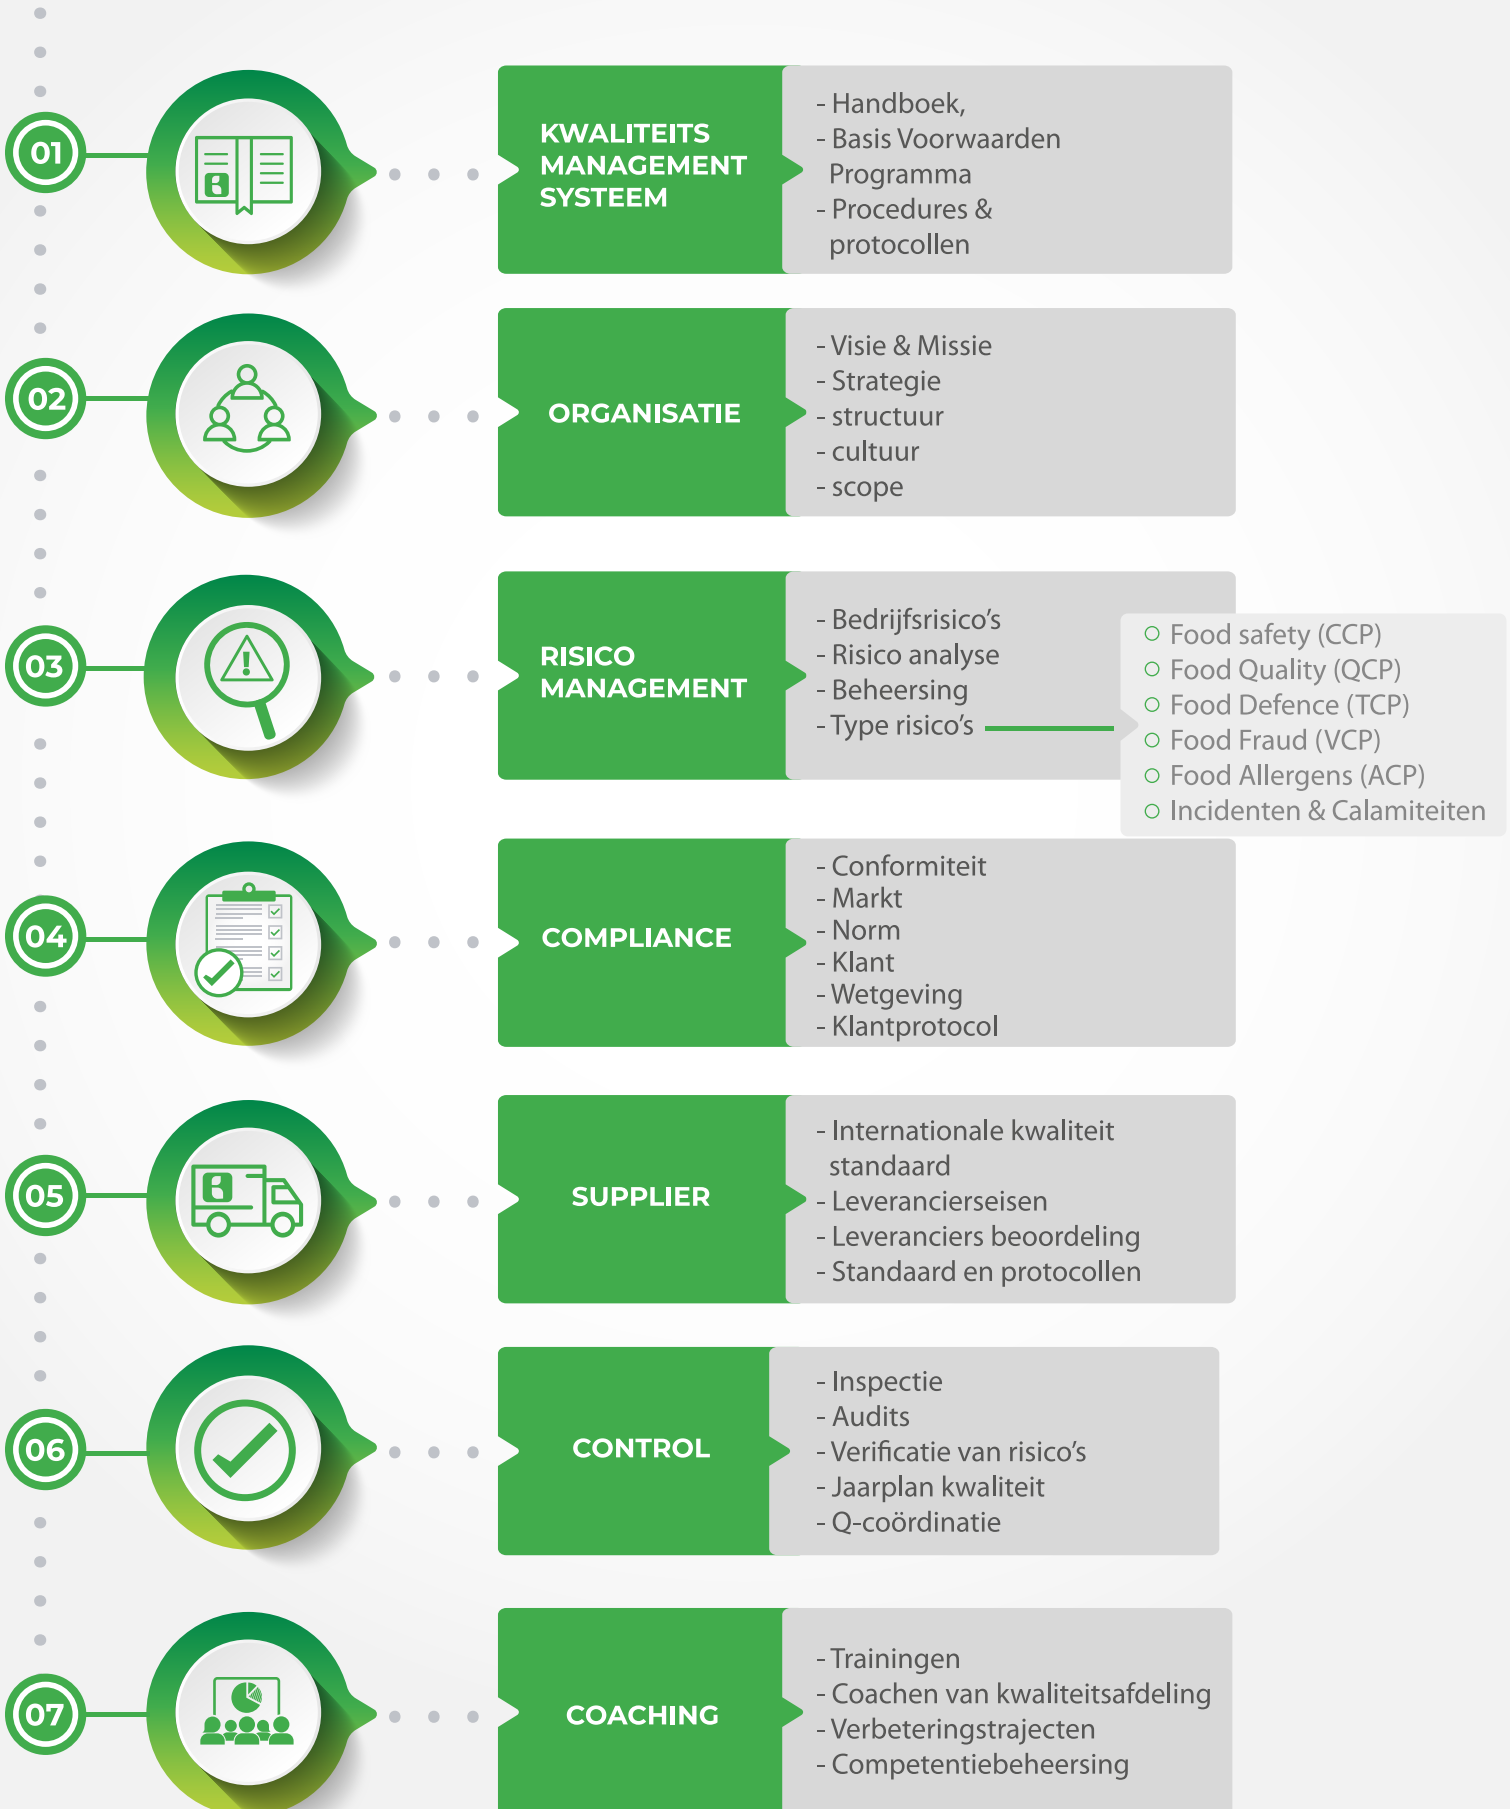 01
KWALITEITS
MANAGEMENT
SYSTEEM
- Handboek,
- Basis Voorwaarden
Programma
- Procedures &
protocollen
02
ORGANISATIE
- Visie & Missie
- Strategie
- structuur
- cultuur
- scope
03
RISICO
MANAGEMENT
- Bedrijfsrisico’s
- Risico analyse
- Beheersing
- Type risico’s
Food safety (CCP)
Food Quality (QCP)
Food Defence (TCP)
Food Fraud (VCP)
Food Allergens (ACP)
Incidenten & Calamiteiten
04
COMPLIANCE
- Conformiteit
- Markt
- Norm
- Klant
- Wetgeving
- Klantprotocol
05
SUPPLIER
- Internationale kwaliteit
standaard
- Leverancierseisen
- Leveranciers beoordeling
- Standaard en protocollen
06
CONTROL
- Inspectie
- Audits
- Verificatie van risico’s
- Jaarplan kwaliteit
- Q-coördinatie
07
COACHING
- Trainingen
- Coachen van kwaliteitsafdeling
- Verbeteringstrajecten
- Competentiebeheersing